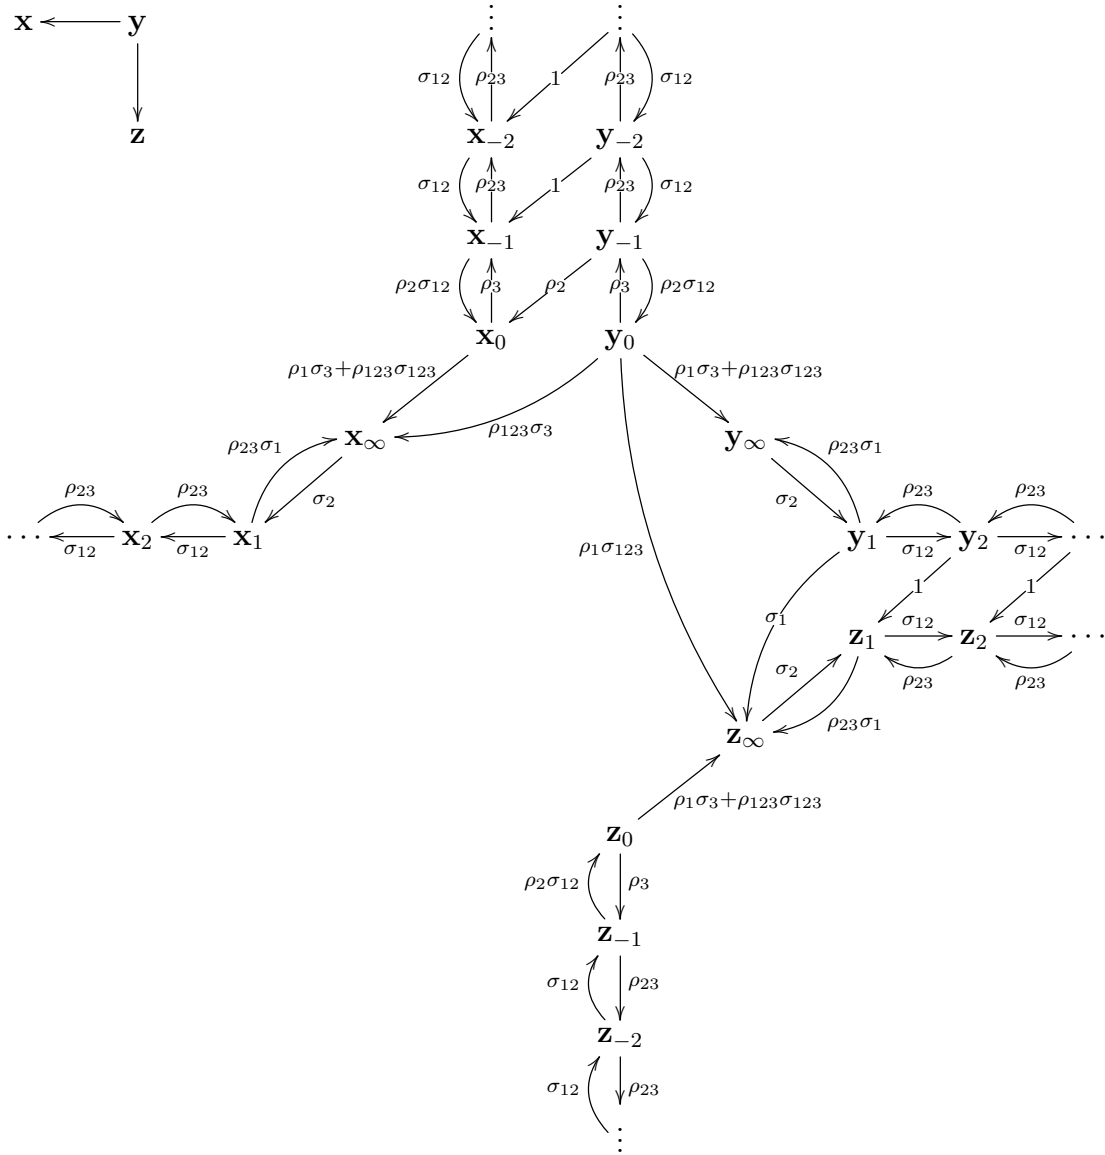 x y ⋮ ⋮
σ₁₂ ρ₂₃ 1 ρ₂₃ σ₁₂
z x₋₂ y₋₂
σ₁₂ ρ₂₃ 1 ρ₂₃ σ₁₂
x₋₁ y₋₁
ρ₂σ₁₂ ρ₃ ρ₂ ρ₃ ρ₂σ₁₂
x₀ y₀
ρ₁σ₃+ρ₁₂₃σ₁₂₃ ρ₁σ₃+ρ₁₂₃σ₁₂₃
ρ₁₂₃σ₃
x∞ y∞
ρ₂₃σ₁ ρ₂₃σ₁
ρ₂₃ ρ₂₃ σ₂ σ₂ ρ₂₃ ρ₂₃
⋯ x₂ x₁ y₁ y₂ ⋯
σ₁₂ σ₁₂ ρ₁σ₁₂₃ σ₁₂ σ₁₂
1 1
σ₁ σ₁₂ σ₁₂
z₁ z₂ ⋯
σ₂ ρ₂₃ ρ₂₃
ρ₂₃σ₁
z∞
ρ₁σ₃+ρ₁₂₃σ₁₂₃
z₀
ρ₂σ₁₂ ρ₃
z₋₁
σ₁₂ ρ₂₃
z₋₂
σ₁₂ ρ₂₃
⋮